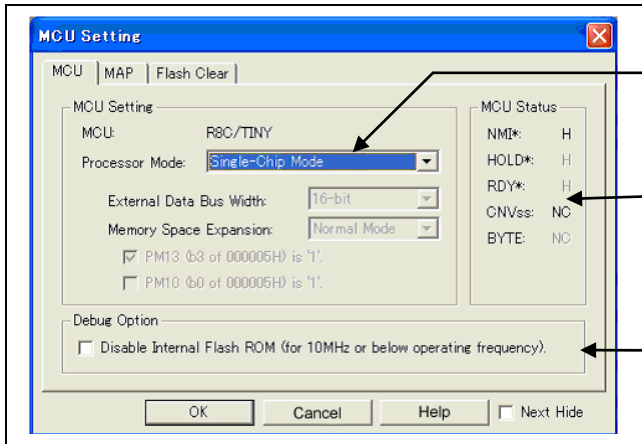 MCU Setting
MCU
MAP
Flash Clear
MCU Setting
MCU: R8C/TINY
Processor Mode: Single-Chip Mode
External Data Bus Width: 16-bit
Memory Space Expansion: Normal Mode
PM13 (b3 of 000005H) is '1'.
PM10 (b0 of 000005H) is '1'.
MCU Status
NMI*: H
HOLD*: H
RDY*: H
CNVss: NC
BYTE: NC
Debug Option
Disable Internal Flash ROM (for 10MHz or below operating frequency).
OK
Cancel
Help
Next Hide